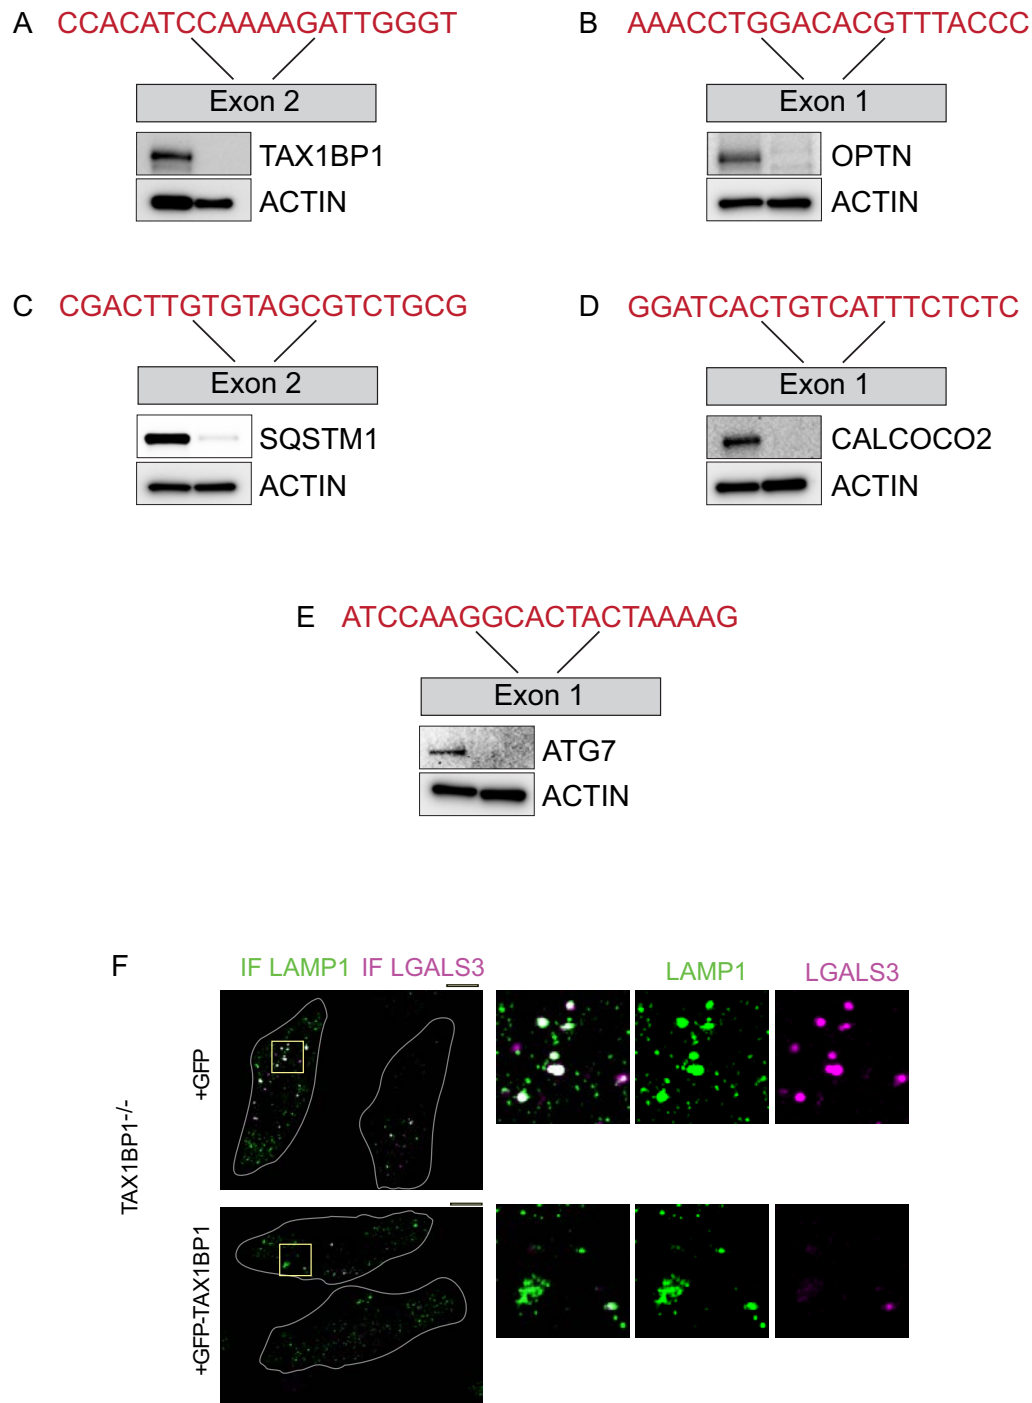 A CCACATCCAAAAGATTGGGT
Exon 2
TAX1BP1
ACTIN
B AAACCTGGACACGTTTACCC
Exon 1
OPTN
ACTIN
C CGACTTGTGTAGCGTCTGCG
Exon 2
SQSTM1
ACTIN
D GGATCACTGTCATTTCTCTC
Exon 1
CALCOCO2
ACTIN
E ATCCAAGGCACTACTAAAAG
Exon 1
ATG7
ACTIN
F
IF LAMP1 IF LGALS3 LAMP1 LGALS3
TAX1BP1-/-
+GFP
+GFP-TAX1BP1